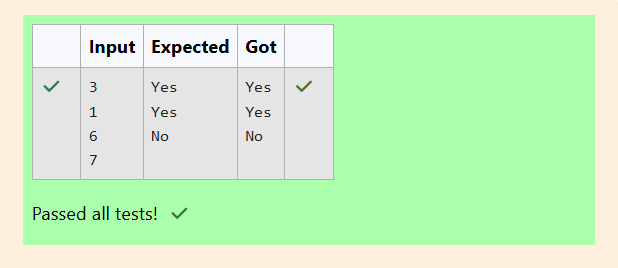 Input Expected Got
3 Yes Yes
1 Yes Yes
6 No No
7
Passed all tests!